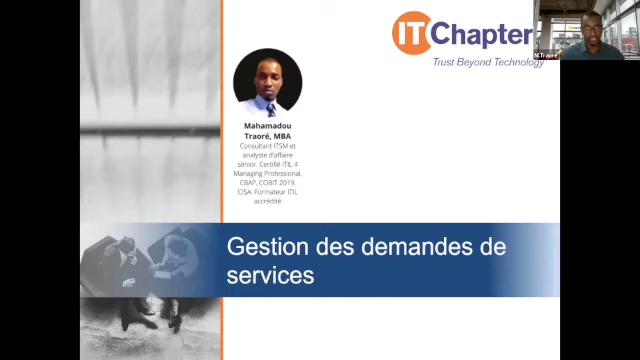 ITChapter
Trust Beyond Technology
M.Traoré
Mahamadou
Traoré, MBA
Consultant ITSM et
analyste d'affaire
sénior. Certifié ITIL 4
Managing Professional,
CBAP, COBIT 2019,
CISA. Formateur ITIL
accrédité
Gestion des demandes de
services